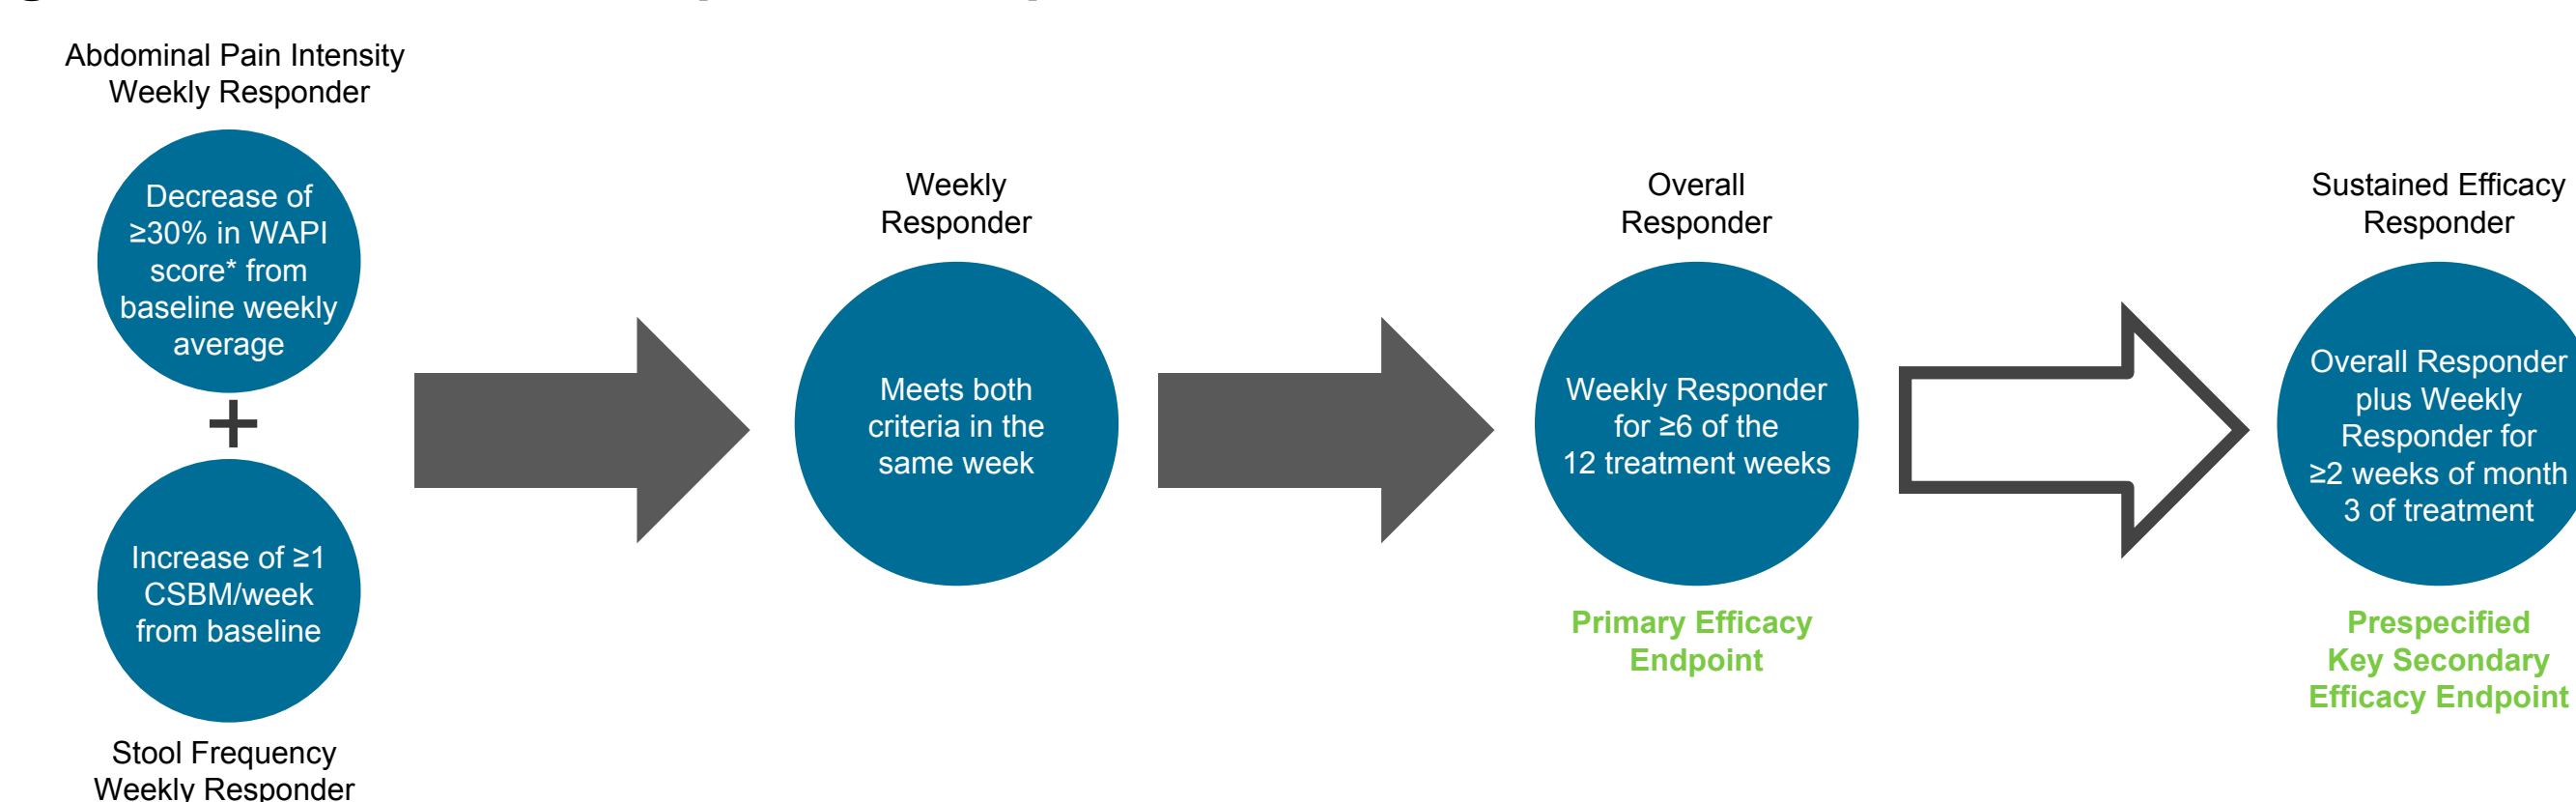 Abdominal Pain Intensity
Weekly Responder
Decrease of
≥30% in WAPI
score* from
baseline weekly
average
+
Increase of ≥1
CSBM/week
from baseline
Stool Frequency
Weekly Responder
Weekly
Responder
Meets both
criteria in the
same week
Overall
Responder
Weekly Responder
for ≥6 of the
12 treatment weeks
Primary Efficacy
Endpoint
Sustained Efficacy
Responder
Overall Responder
plus Weekly
Responder for
≥2 weeks of month
3 of treatment
Prespecified
Key Secondary
Efficacy Endpoint